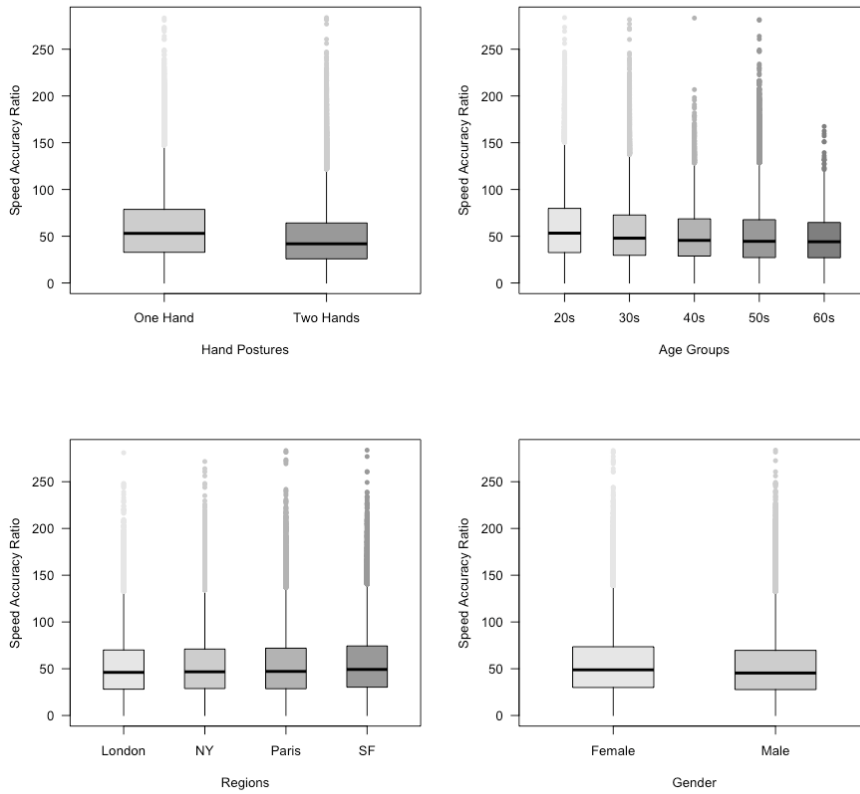 Speed Accuracy Ratio
250
200
150
100
50
0
One Hand Two Hands
Hand Postures
Speed Accuracy Ratio
250
200
150
100
50
0
20s 30s 40s 50s 60s
Age Groups
Speed Accuracy Ratio
250
200
150
100
50
0
London NY Paris SF
Regions
Speed Accuracy Ratio
250
200
150
100
50
0
Female Male
Gender